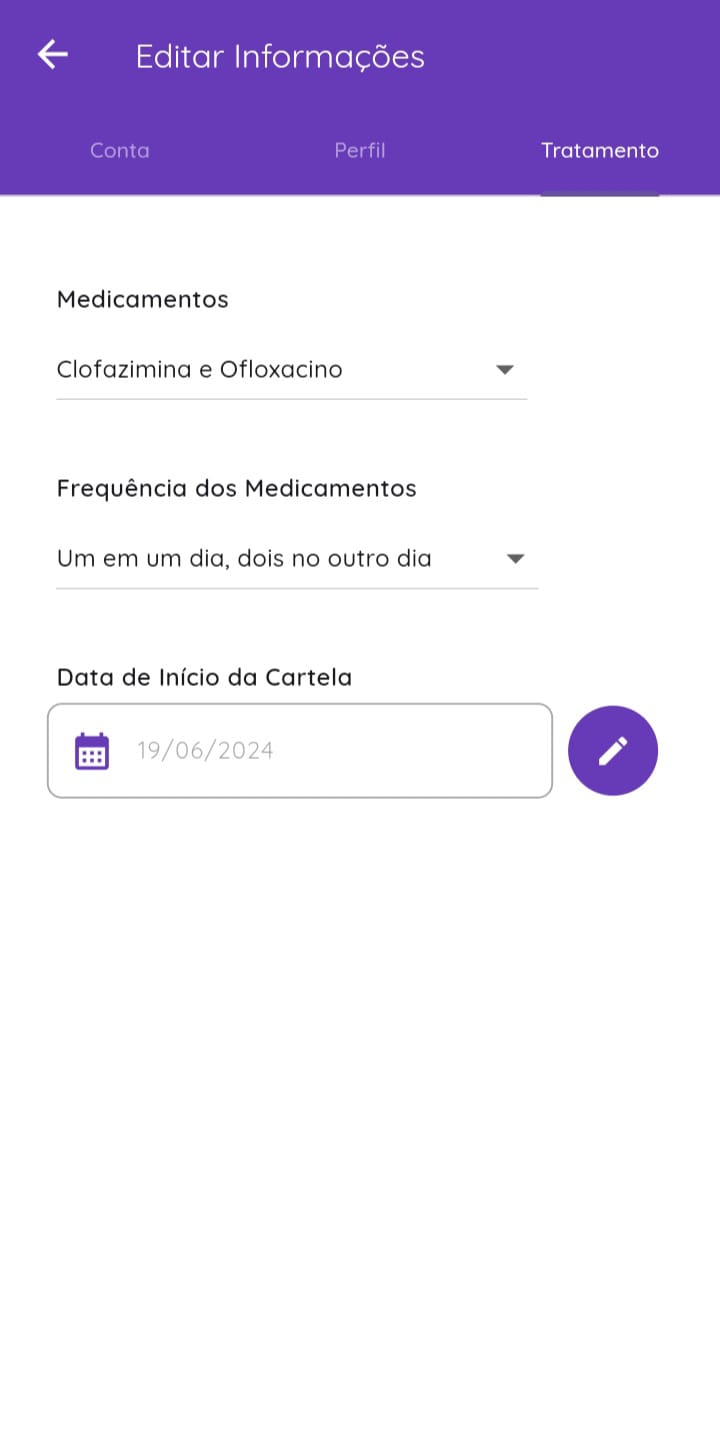 Editar Informações
Conta Perfil Tratamento
Medicamentos
Clofazimina e Ofloxacino
Frequência dos Medicamentos
Um em um dia, dois no outro dia
Data de Início da Cartela
19/06/2024